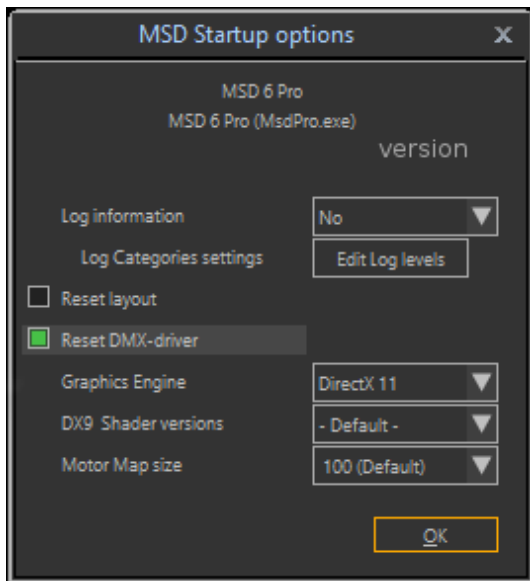 MSD Startup options x
MSD 6 Pro
MSD 6 Pro (MsdPro.exe)
version
Log information No
Log Categories settings Edit Log levels
Reset layout
Reset DMX-driver
Graphics Engine DirectX 11
DX9 Shader versions - Default -
Motor Map size 100 (Default)
OK